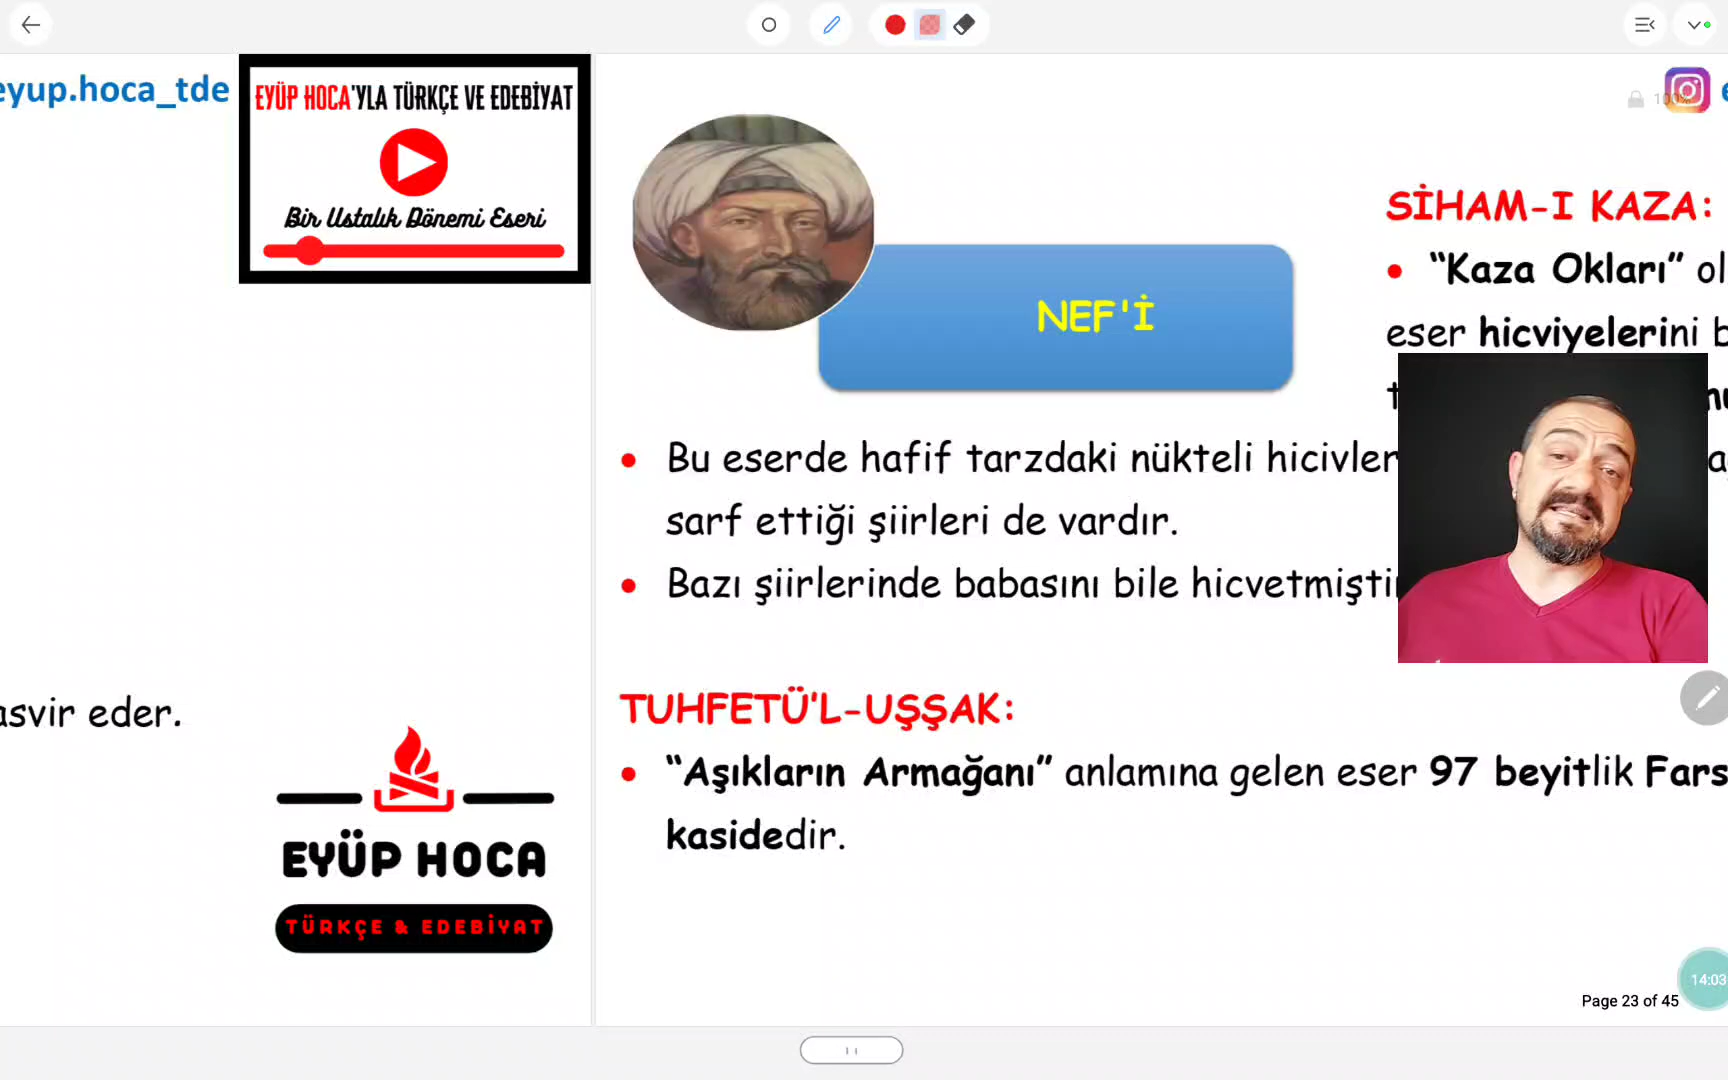 eyup.hoca_tde
EYÜP HOCA'YLA TÜRKÇE VE EDEBİYAT
Bir Ustalık Dönemi Eseri
asvir eder.
EYÜP HOCA
TÜRKÇE & EDEBİYAT
100%
NEF'İ
SİHAM-I KAZA:
“Kaza Okları” ol
eser hicviyelerini b
Bu eserde hafif tarzdaki nükteli hicivler
sarf ettiği şiirleri de vardır.
Bazı şiirlerinde babasını bile hicvetmiştir
TUHFETÜ'L-UŞŞAK:
“Aşıkların Armağanı” anlamına gelen eser 97 beyitlik Fars
kasidedir.
14:03
Page 23 of 45